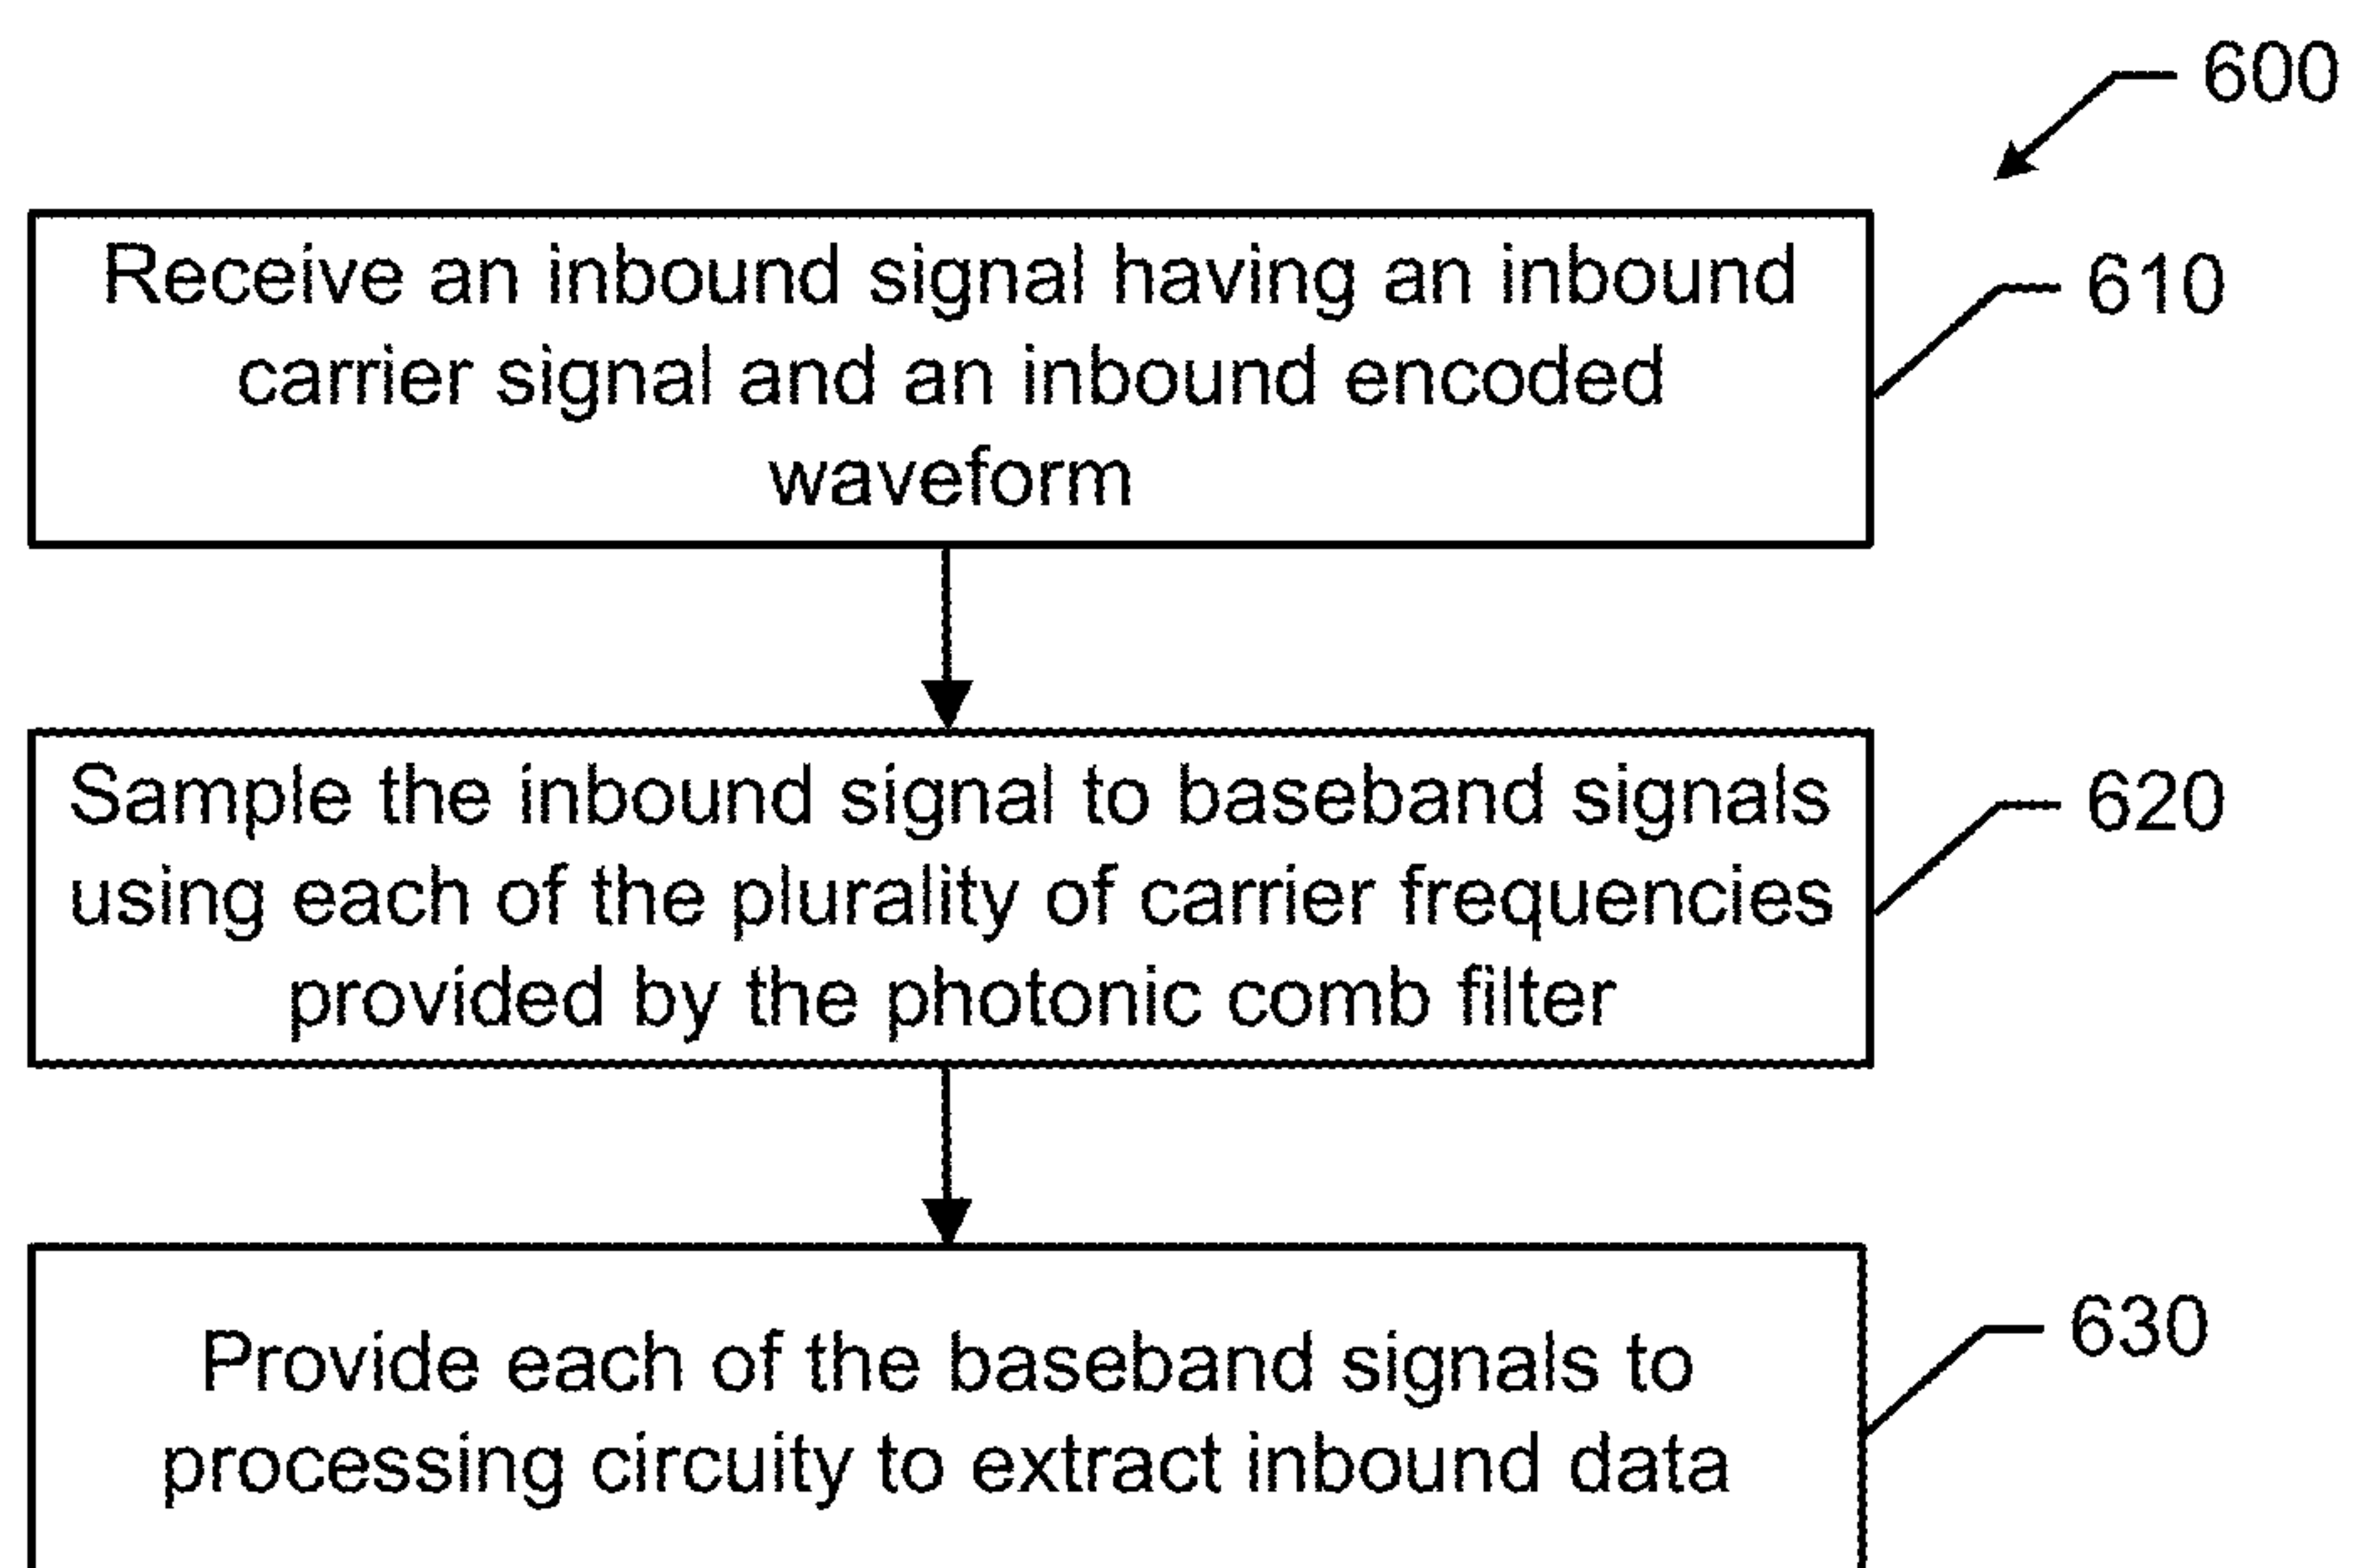 600
Receive an inbound signal having an inbound
carrier signal and an inbound encoded
waveform
610
Sample the inbound signal to baseband signals
using each of the plurality of carrier frequencies
provided by the photonic comb filter
620
Provide each of the baseband signals to
processing circuity to extract inbound data
630